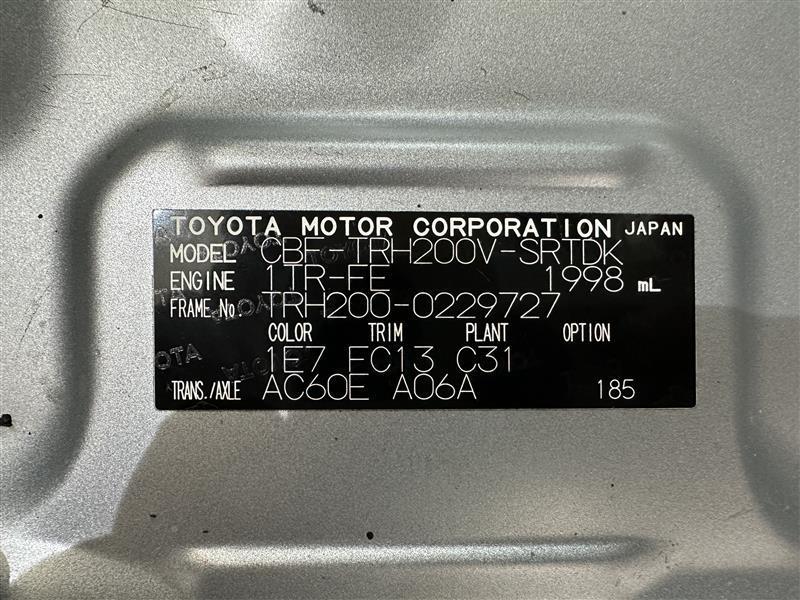 TOYOTA MOTOR CORPORATION JAPAN
MODEL CBF-TRH200V-SRTDK
ENGINE 1TR-FE 1998 mL
FRAME No. TRH200-0229727
COLOR TRIM PLANT OPTION
1E7 FC13 C31
TRANS./AXLE AC60E A06A 185